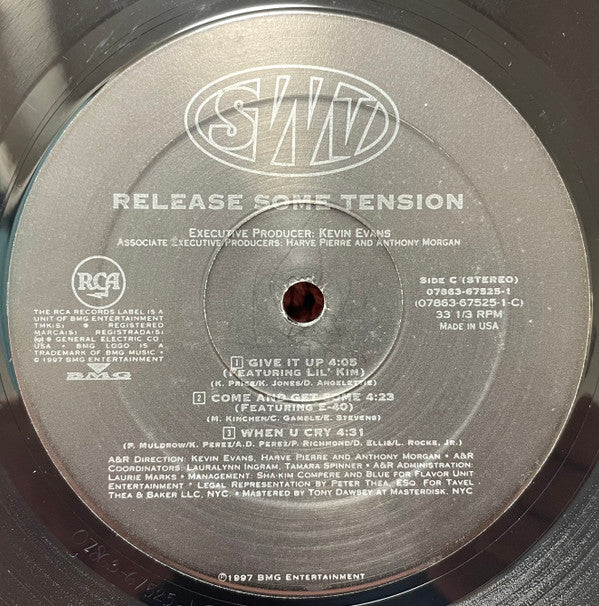 SWV
RELEASE SOME TENSION
EXECUTIVE PRODUCER: KEVIN EVANS
ASSOCIATE EXECUTIVE PRODUCERS: HARVE PIERRE AND ANTHONY MORGAN
RCA
THE RCA RECORDS LABEL IS A
UNIT OF BMG ENTERTAINMENT
TMK(S) ® REGISTERED
MARCA(S) REGISTRADA(S)
GENERAL ELECTRIC CO.,
USA • BMG LOGO IS A
TRADEMARK OF BMG MUSIC •
© 1997 BMG ENTERTAINMENT
BMG
SIDE C (STEREO)
07863-67525-1
(07863-67525-1-C)
33 1/3 RPM
MADE IN USA
1 GIVE IT UP 4:05
(FEATURING LIL' KIM)
(K. PRICE/K. JONES/D. ANGELETTIE)
2 COME AND GET SOME 4:23
(FEATURING E-40)
(M. KINCHEN/C. GAMBLE/E. STEVENS)
3 WHEN U CRY 4:31
(P. MULDROW/K. PEREZ/A.D. PEREZ/P. RICHMOND/D. ELLIS/L. ROCKE, JR.)
A&R DIRECTION: KEVIN EVANS, HARVE PIERRE AND ANTHONY MORGAN • A&R
COORDINATORS: LAURALYNN INGRAM, TAMARA SPINNER • A&R ADMINISTRATION:
LAURIE MARKS • MANAGEMENT: SHA-KIM COMPERE AND BLUE FOR FLAVOR UNIT
ENTERTAINMENT • LEGAL REPRESENTATION BY PETER THEA, ESQ. FOR TAVEL
THEA & BAKER LLC, NYC. • MASTERED BY TONY DAWSEY AT MASTERDISK, NYC
©1997 BMG ENTERTAINMENT